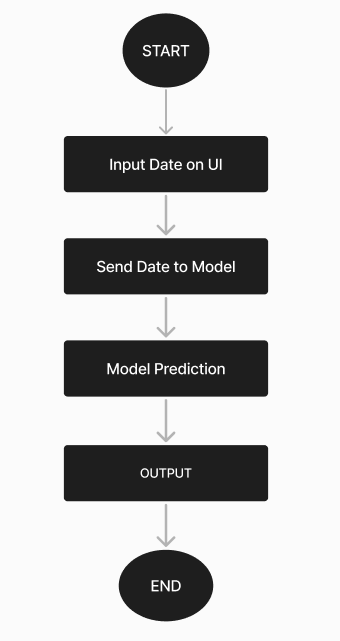 START
Input Date on UI
Send Date to Model
Model Prediction
OUTPUT
END